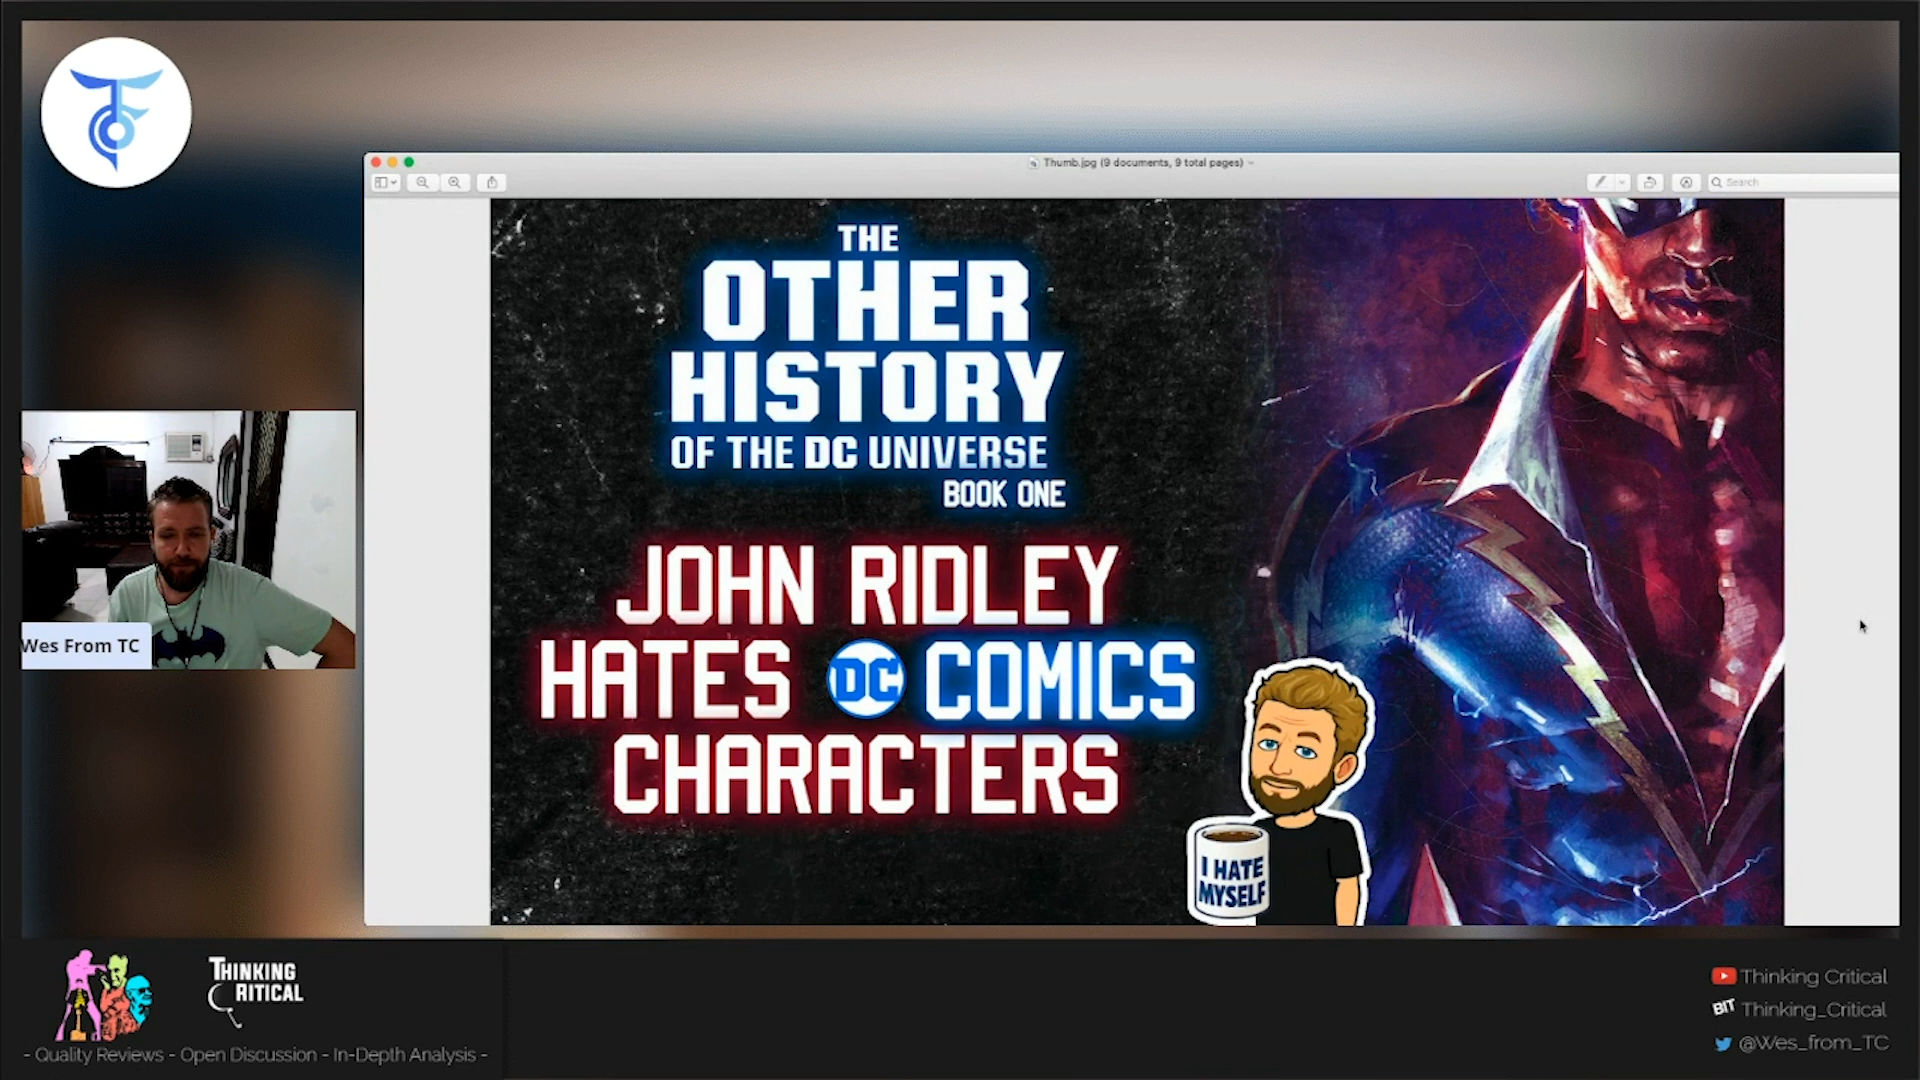 Thumb.jpg (9 documents, 9 total pages)
Search
THE
OTHER
HISTORY
OF THE DC UNIVERSE
BOOK ONE
JOHN RIDLEY
HATES DC COMICS
CHARACTERS
I HATE
MYSELF
Wes From TC
THINKING
CRITICAL
- Quality Reviews - Open Discussion - In-Depth Analysis -
Thinking Critical
BIT Thinking_Critical
@Wes_from_TC